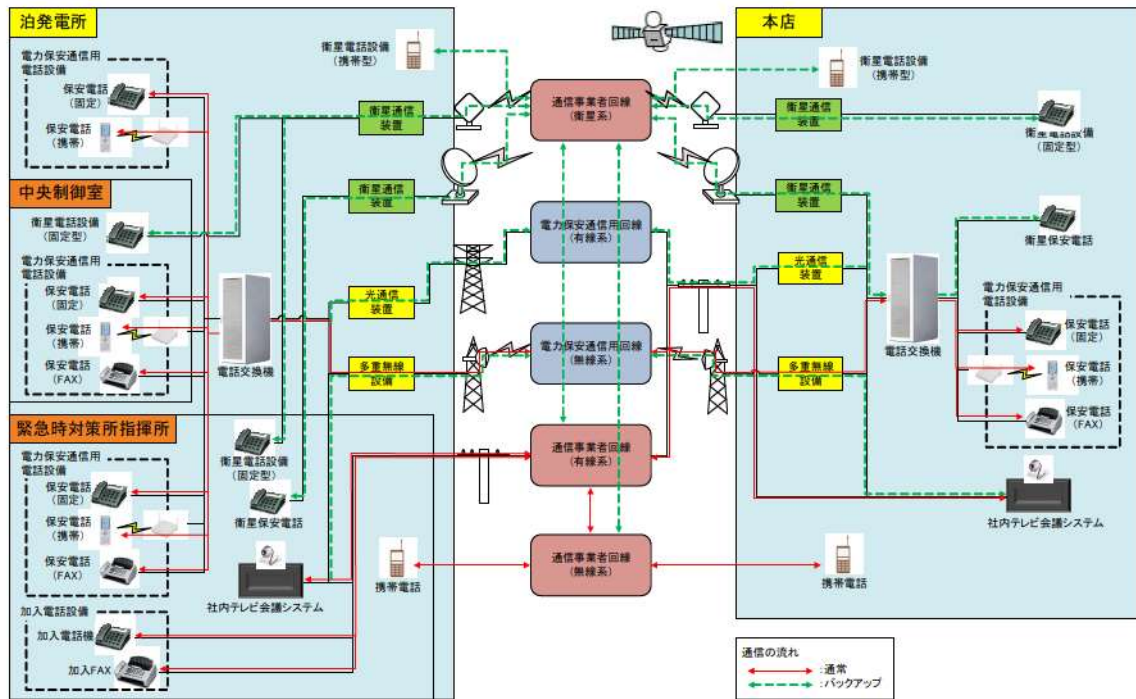 泊発電所
電力保安通信用
電話設備
保安電話
(固定)
保安電話
(携帯)
中央制御室
衛星電話設備
(固定型)
電力保安通信用
電話設備
保安電話
(固定)
保安電話
(携帯)
保安電話
(FAX)
電話交換機
緊急時対策所指揮所
電力保安通信用
電話設備
保安電話
(固定)
保安電話
(携帯)
保安電話
(FAX)
加入電話設備
加入電話機
加入FAX
衛星電話設備
(固定型)
衛星保安電話
社内テレビ会議システム
携帯電話
衛星電話設備
(携帯型)
衛星通信
装置
衛星通信
装置
光通信
装置
多重無線
設備
通信事業者回線
(衛星系)
電力保安通信用回線
(有線系)
電力保安通信用回線
(無線系)
通信事業者回線
(有線系)
通信事業者回線
(無線系)
本店
衛星電話設備
(携帯型)
衛星通信
装置
衛星電話設備
(固定型)
衛星通信
装置
衛星保安電話
光通信
装置
多重無線
設備
電話交換機
電力保安通信用
電話設備
保安電話
(固定)
保安電話
(携帯)
保安電話
(FAX)
社内テレビ会議システム
携帯電話
通信の流れ
:通常
:バックアップ